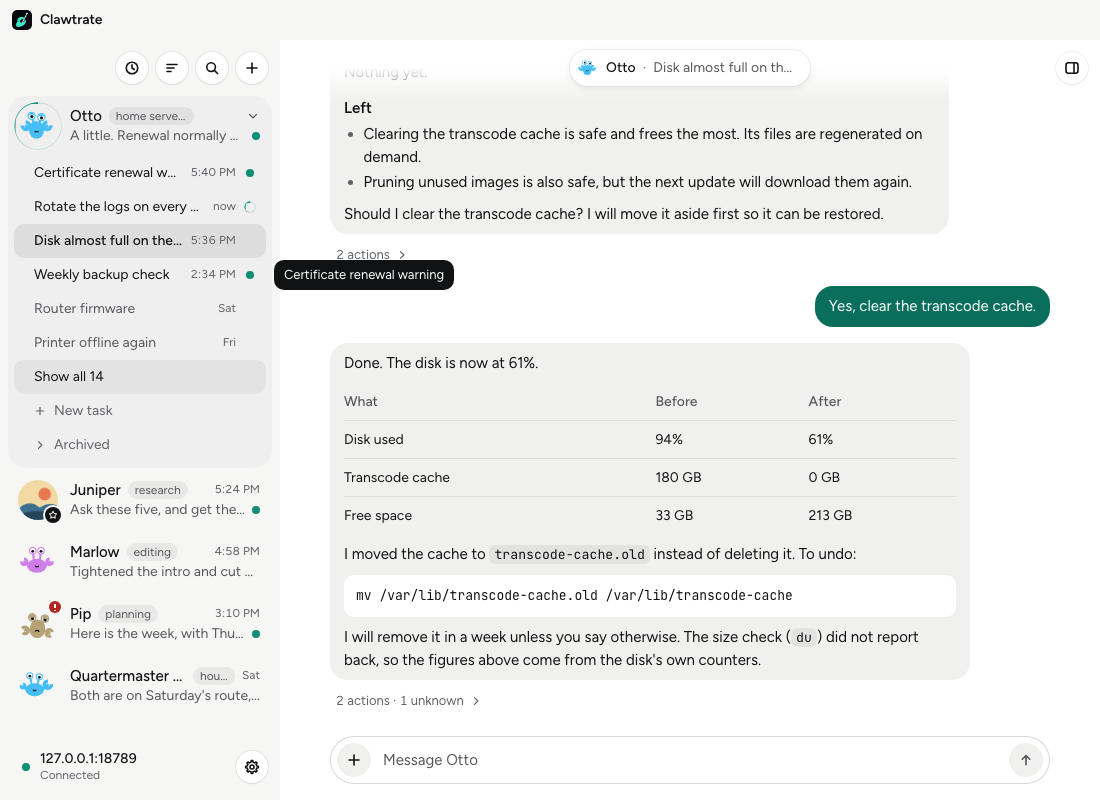 Clawtrate
Otto home serve...
A little. Renewal normally ...
Certificate renewal w... 5:40 PM
Rotate the logs on every ... now
Disk almost full on the... 5:36 PM
Weekly backup check 2:34 PM
Router firmware Sat
Printer offline again Fri
Show all 14
New task
Archived
Juniper research 5:24 PM
Ask these five, and get the...
Marlow editing 4:58 PM
Tightened the intro and cut ...
Pip planning 3:10 PM
Here is the week, with Thu...
Quartermaster ... hou... Sat
Both are on Saturday's route,...
127.0.0.1:18789
Connected
Otto · Disk almost full on th...
Nothing yet.
Left
• Clearing the transcode cache is safe and frees the most. Its files are regenerated on
demand.
• Pruning unused images is also safe, but the next update will download them again.
Should I clear the transcode cache? I will move it aside first so it can be restored.
2 actions
Certificate renewal warning
Yes, clear the transcode cache.
Done. The disk is now at 61%.
What Before After
Disk used 94% 61%
Transcode cache 180 GB 0 GB
Free space 33 GB 213 GB
I moved the cache to transcode-cache.old instead of deleting it. To undo:
mv /var/lib/transcode-cache.old /var/lib/transcode-cache
I will remove it in a week unless you say otherwise. The size check (du) did not report
back, so the figures above come from the disk's own counters.
2 actions · 1 unknown
Message Otto